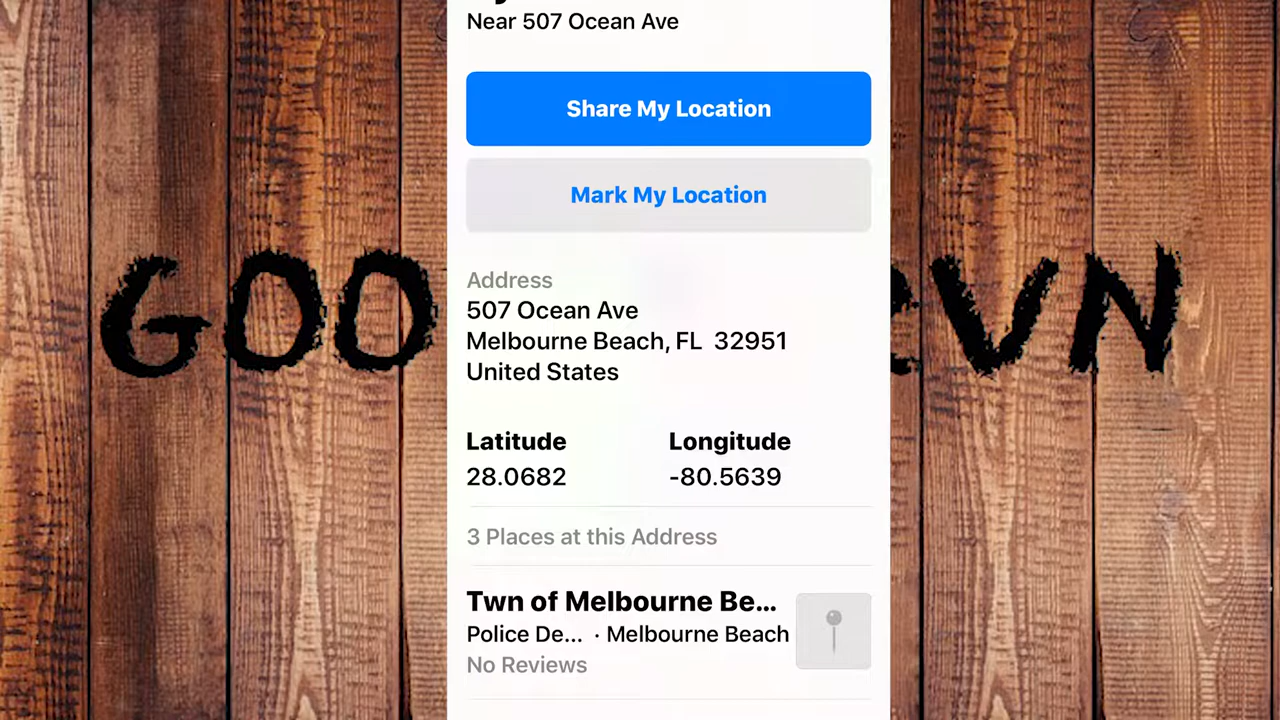 Near 507 Ocean Ave
Share My Location
Mark My Location
GOO
VN
Address
507 Ocean Ave
Melbourne Beach, FL 32951
United States
Latitude Longitude
28.0682 -80.5639
3 Places at this Address
Twn of Melbourne Be...
Police De... · Melbourne Beach
No Reviews